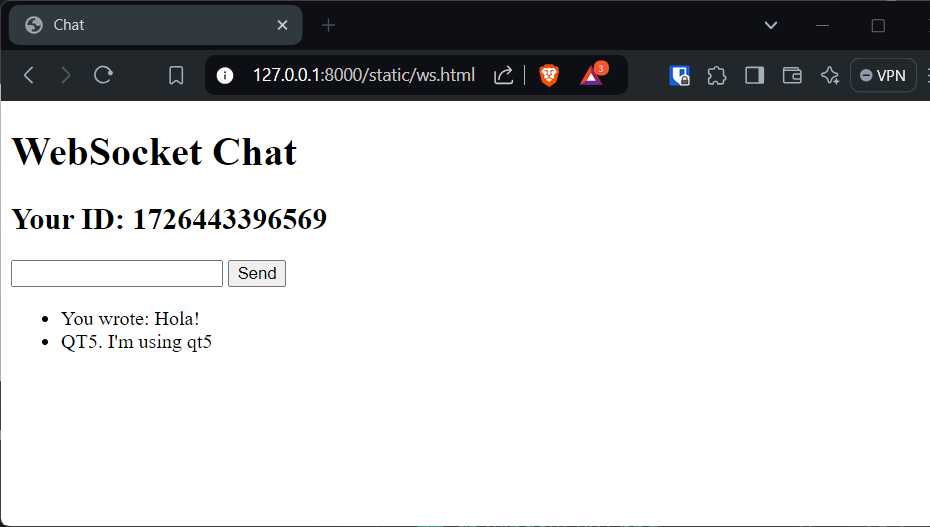 Chat
127.0.0.1:8000/static/ws.html
3
VPN
WebSocket Chat
Your ID: 1726443396569
Send
You wrote: Hola!
QT5. I'm using qt5